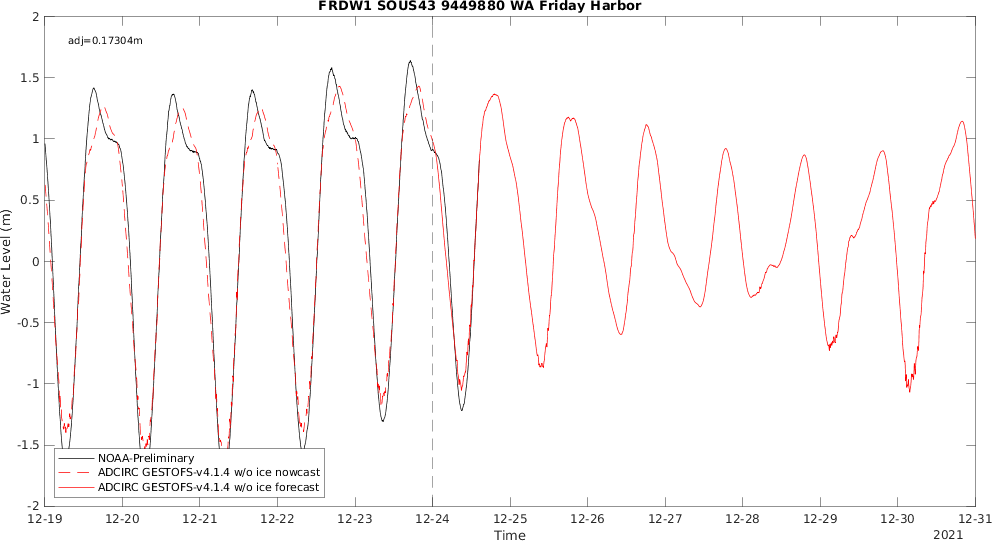 FRDW1 SOUS43 9449880 WA Friday Harbor
adj=0.17304m
2
1.5
1
0.5
0
-0.5
-1
-1.5
-2
Water Level (m)
NOAA-Preliminary
ADCIRC GESTOFS-v4.1.4 w/o ice nowcast
ADCIRC GESTOFS-v4.1.4 w/o ice forecast
12-19 12-20 12-21 12-22 12-23 12-24 12-25 12-26 12-27 12-28 12-29 12-30 12-31
Time
2021